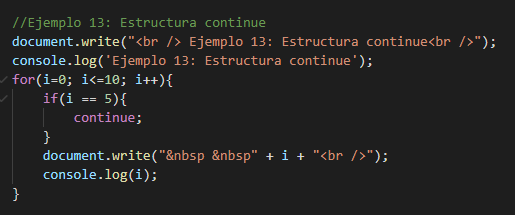 //Ejemplo 13: Estructura continue
document.write("<br /> Ejemplo 13: Estructura continue<br />");
console.log('Ejemplo 13: Estructura continue');
for(i=0; i<=10; i++){
    if(i == 5){
        continue;
    }
    document.write("&nbsp &nbsp" + i + "<br />");
    console.log(i);
}